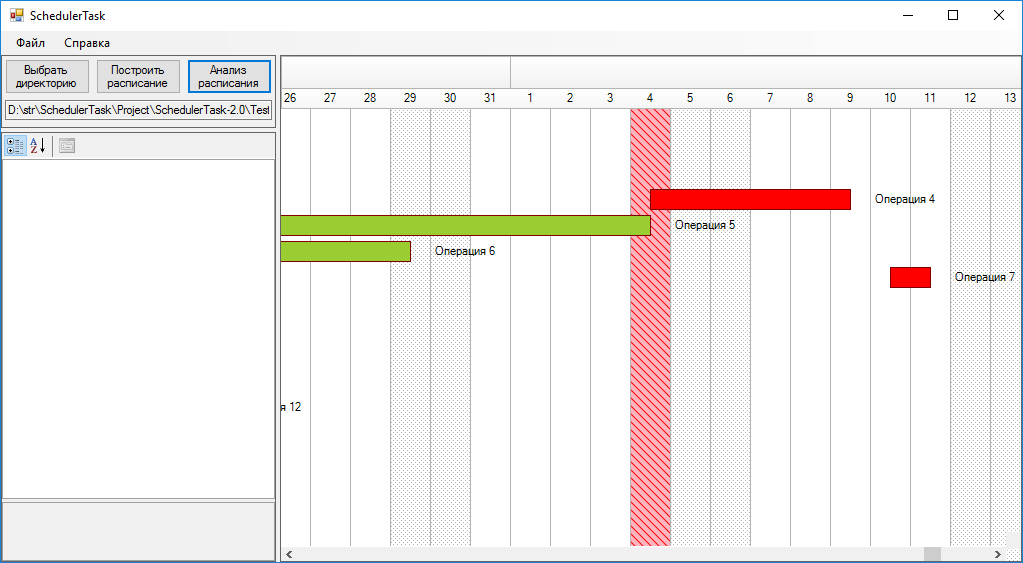 SchedulerTask
Файл Справка
Выбрать директорию
Построить расписание
Анализ расписания
D:\str\SchedulerTask\Project\SchedulerTask-2.0\Test
26 27 28 29 30 31 1 2 3 4 5 6 7 8 9 10 11 12 13
Операция 4
Операция 5
Операция 6
Операция 7
я 12